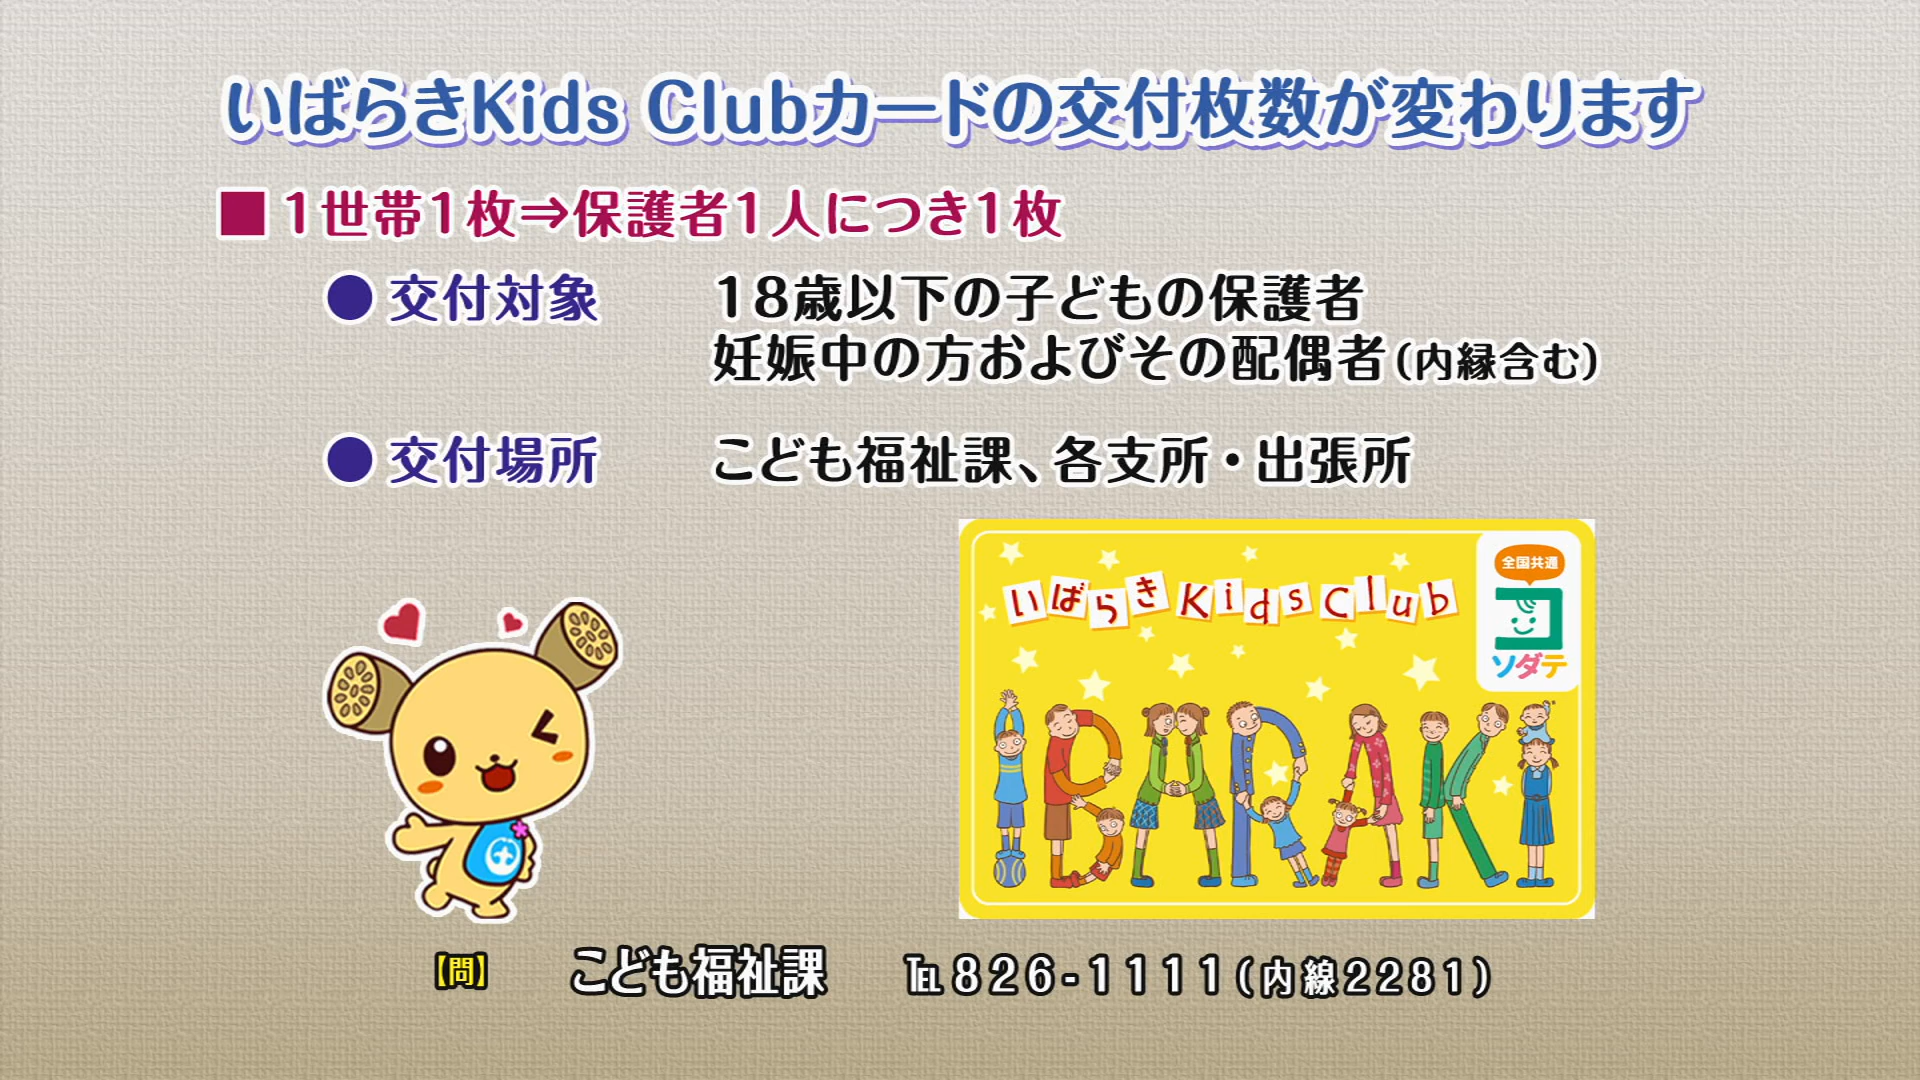 いばらきKids Clubカードの交付枚数が変わります
■１世帯１枚⇒保護者１人につき１枚
●交付対象 １８歳以下の子どもの保護者
妊娠中の方およびその配偶者（内縁含む）
●交付場所 こども福祉課、各支所・出張所
いばらきKidsClub
全国共通
コ
ソダテ
IBARAKI
【問】 こども福祉課 ℡８２６-１１１１（内線２２８１）